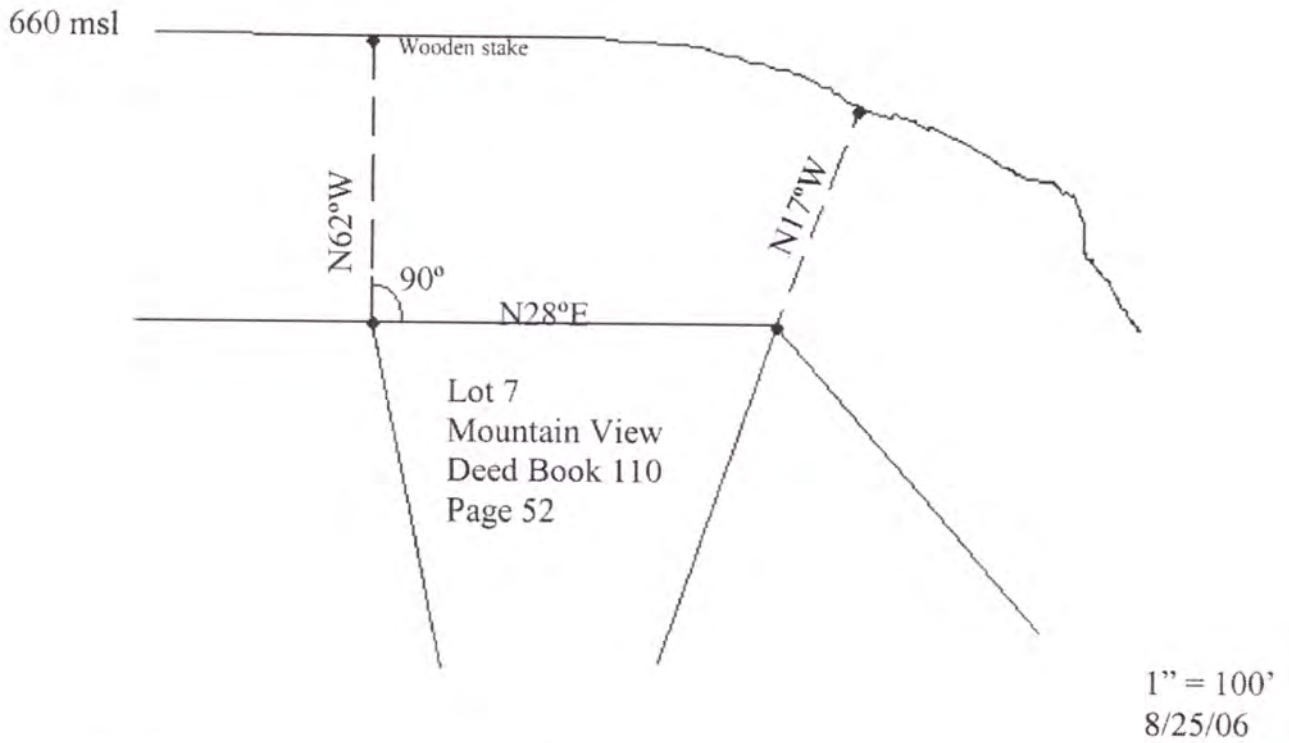 660 msl
Wooden stake
N62ºW
N17ºW
90º
N28ºE
Lot 7
Mountain View
Deed Book 110
Page 52
1” = 100’
8/25/06